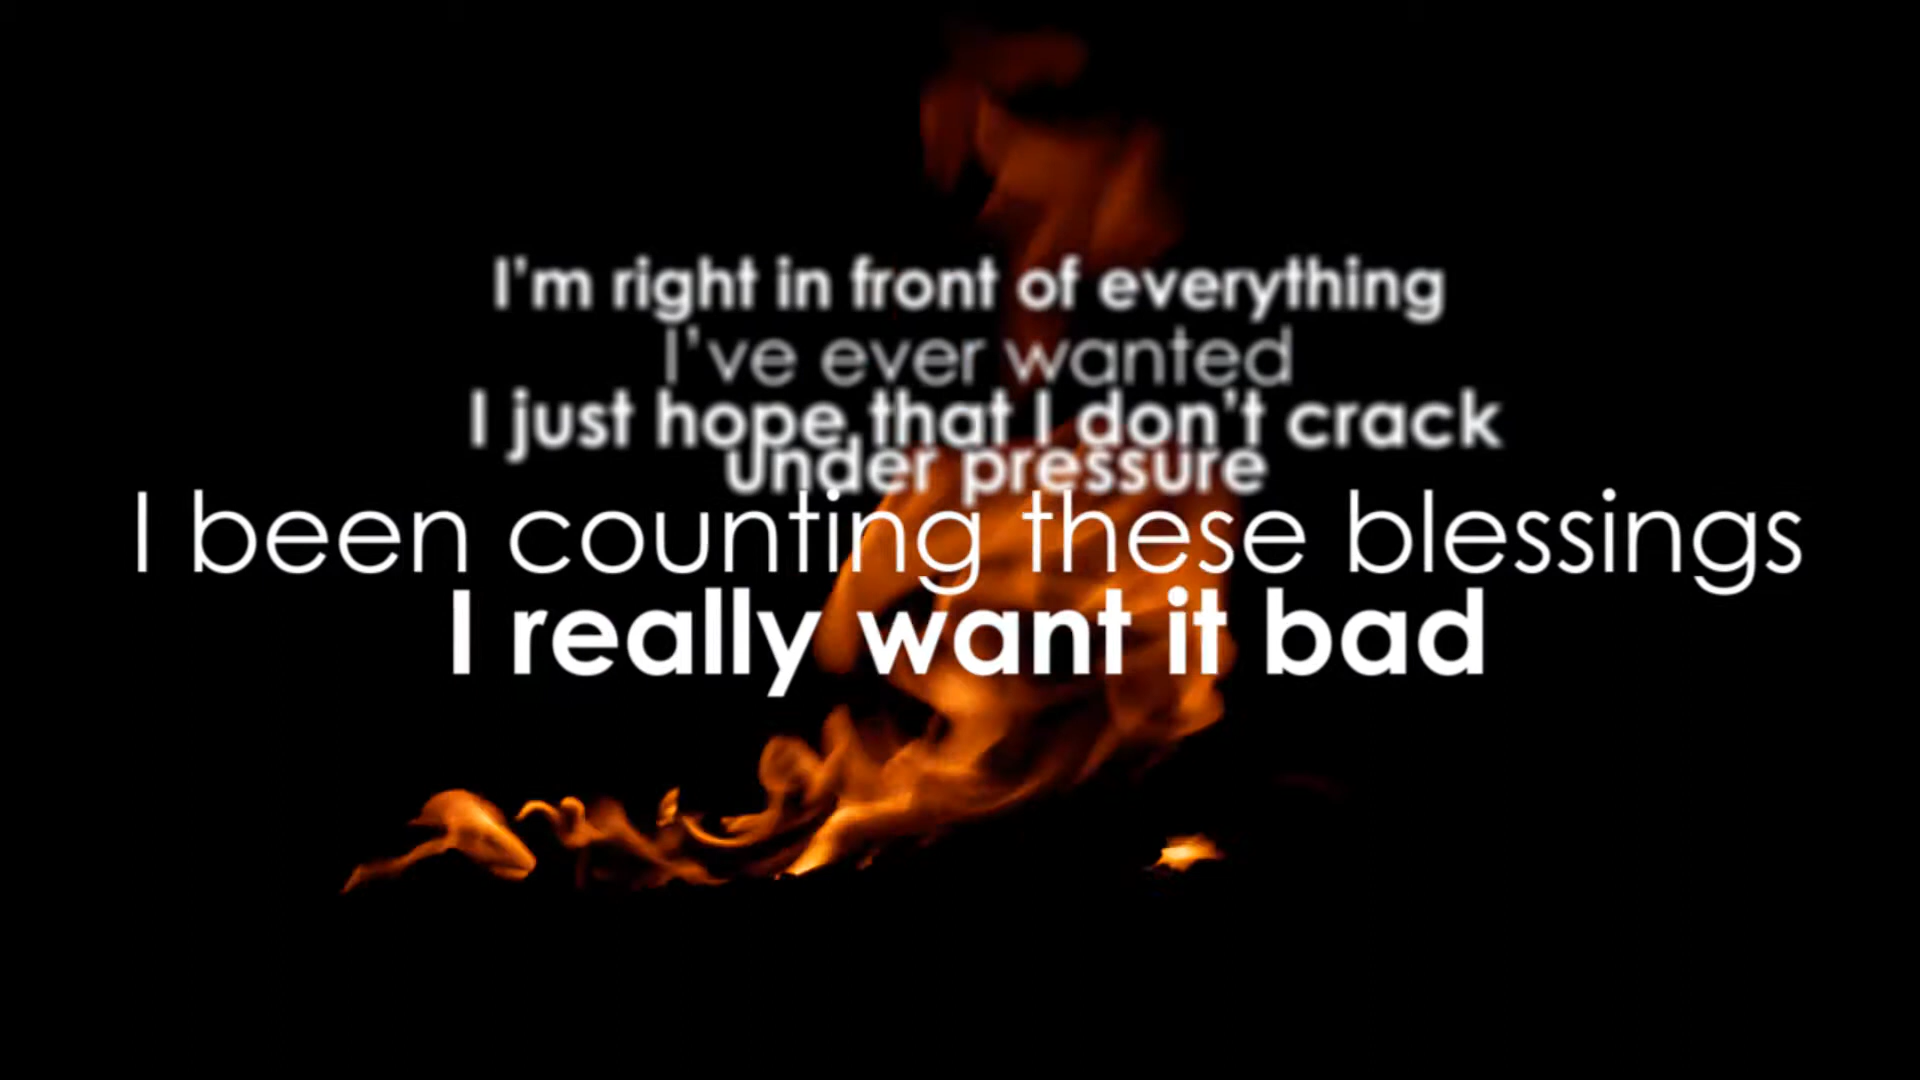 I'm right in front of everything
I've ever wanted
I just hope that I don't crack
under pressure
I been counting these blessings
I really want it bad